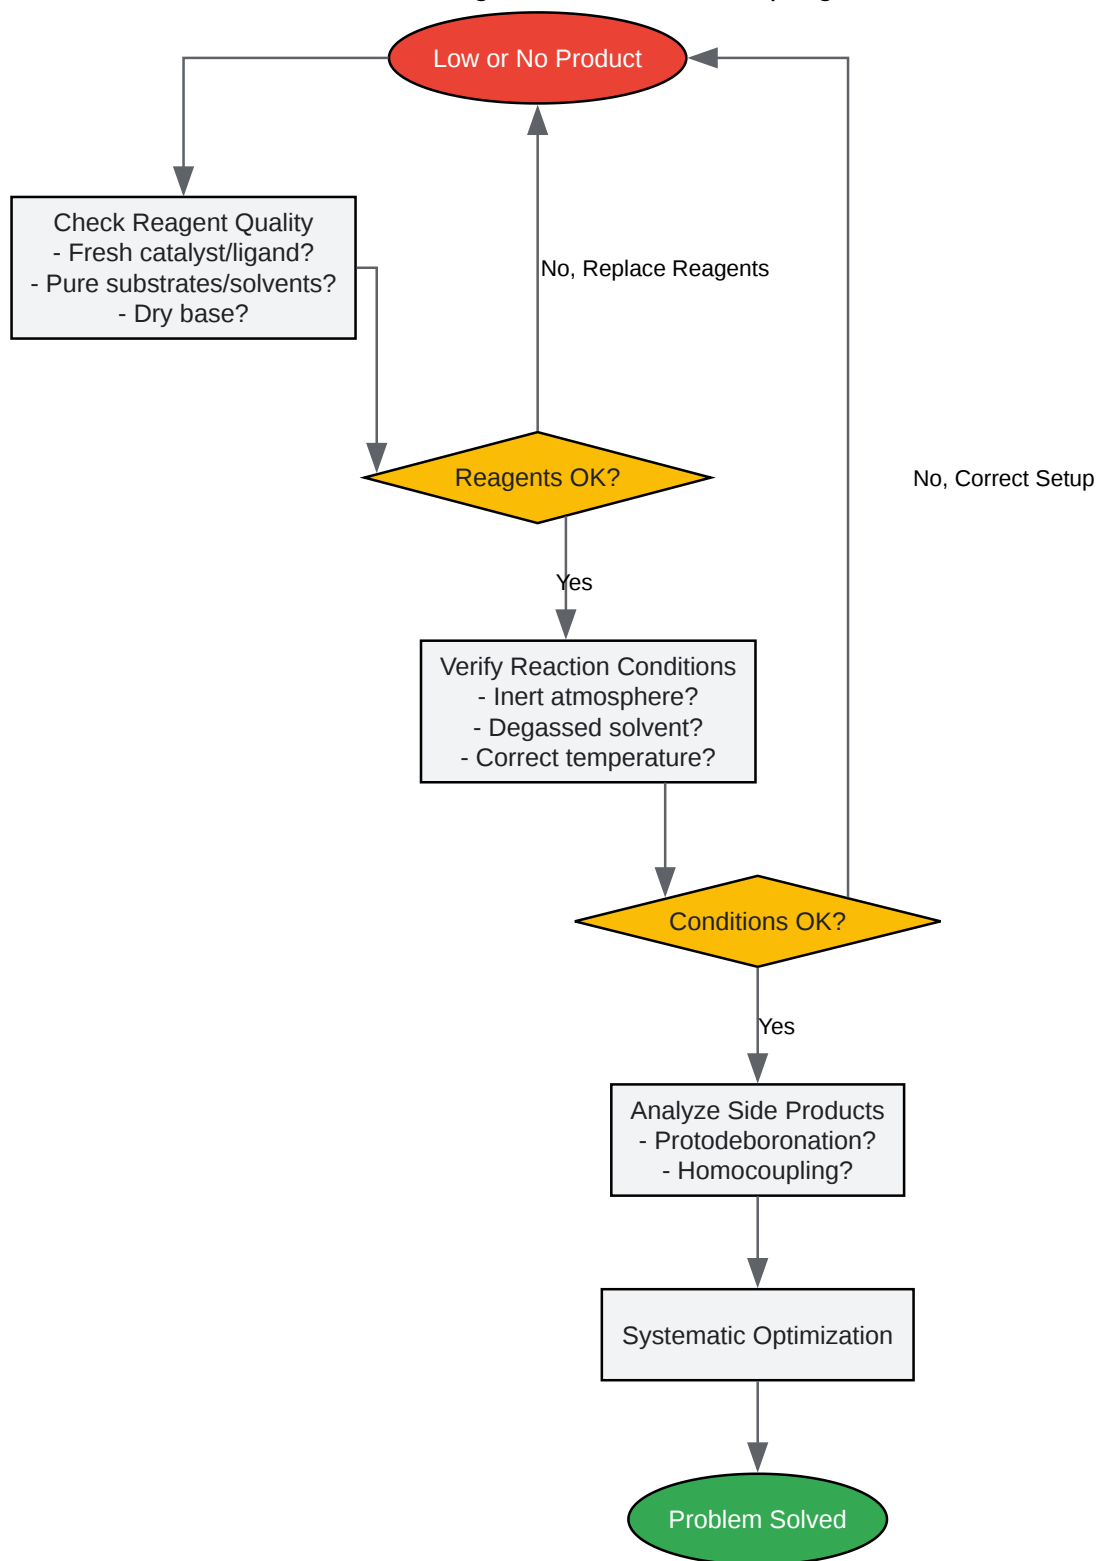 Low or No Product
Check Reagent Quality
- Fresh catalyst/ligand?
- Pure substrates/solvents?
- Dry base?
No, Replace Reagents
Reagents OK?
No, Correct Setup
Yes
Verify Reaction Conditions
- Inert atmosphere?
- Degassed solvent?
- Correct temperature?
Conditions OK?
Yes
Analyze Side Products
- Protodeboronation?
- Homocoupling?
Systematic Optimization
Problem Solved